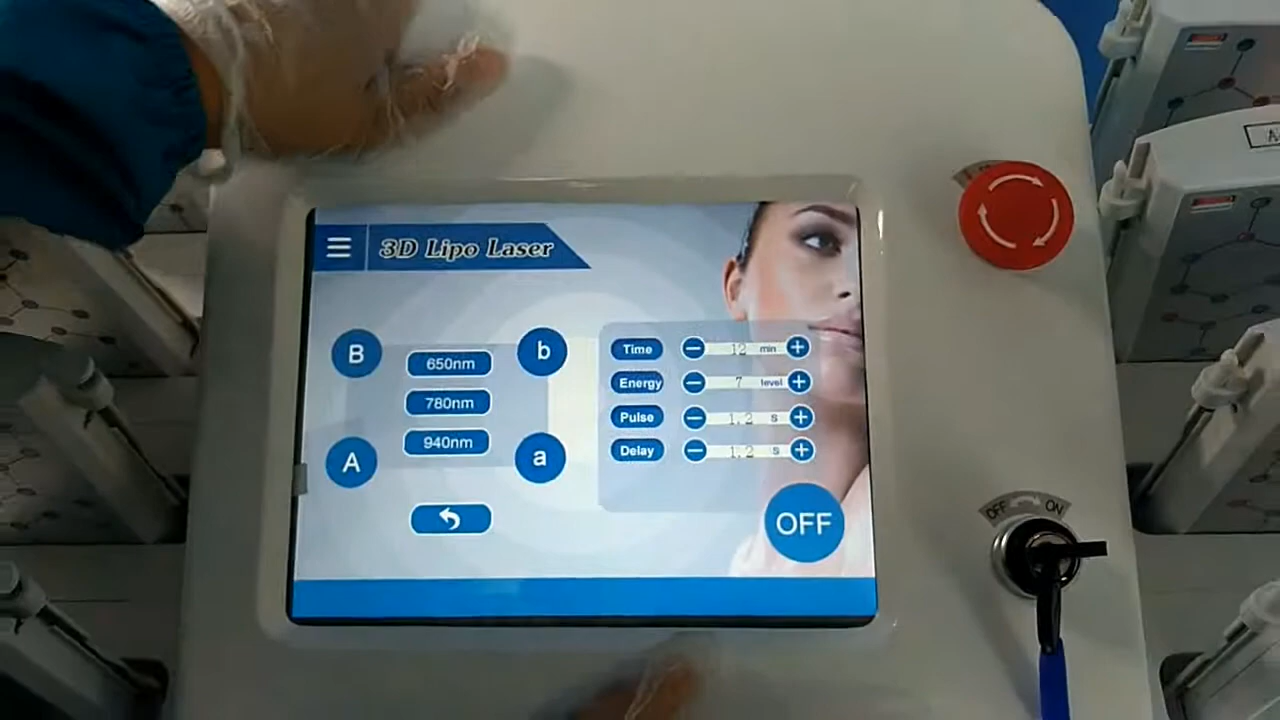 3D Lipo Laser
B
b
650nm
780nm
940nm
A
a
Time 12 min
Energy 7 level
Pulse 1.2 s
Delay 1.2 s
OFF
OFF ON